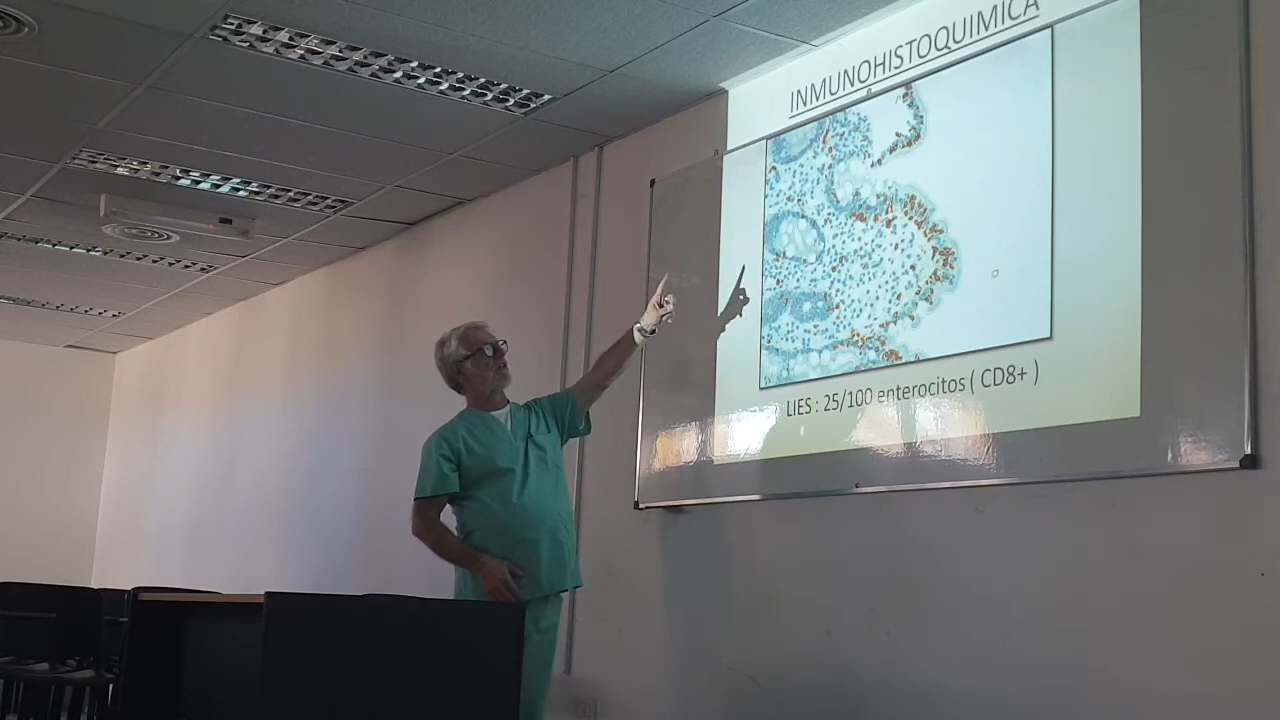 INMUNOHISTOQUIMICA
LIES : 25/100 enterocitos ( CD8+ )